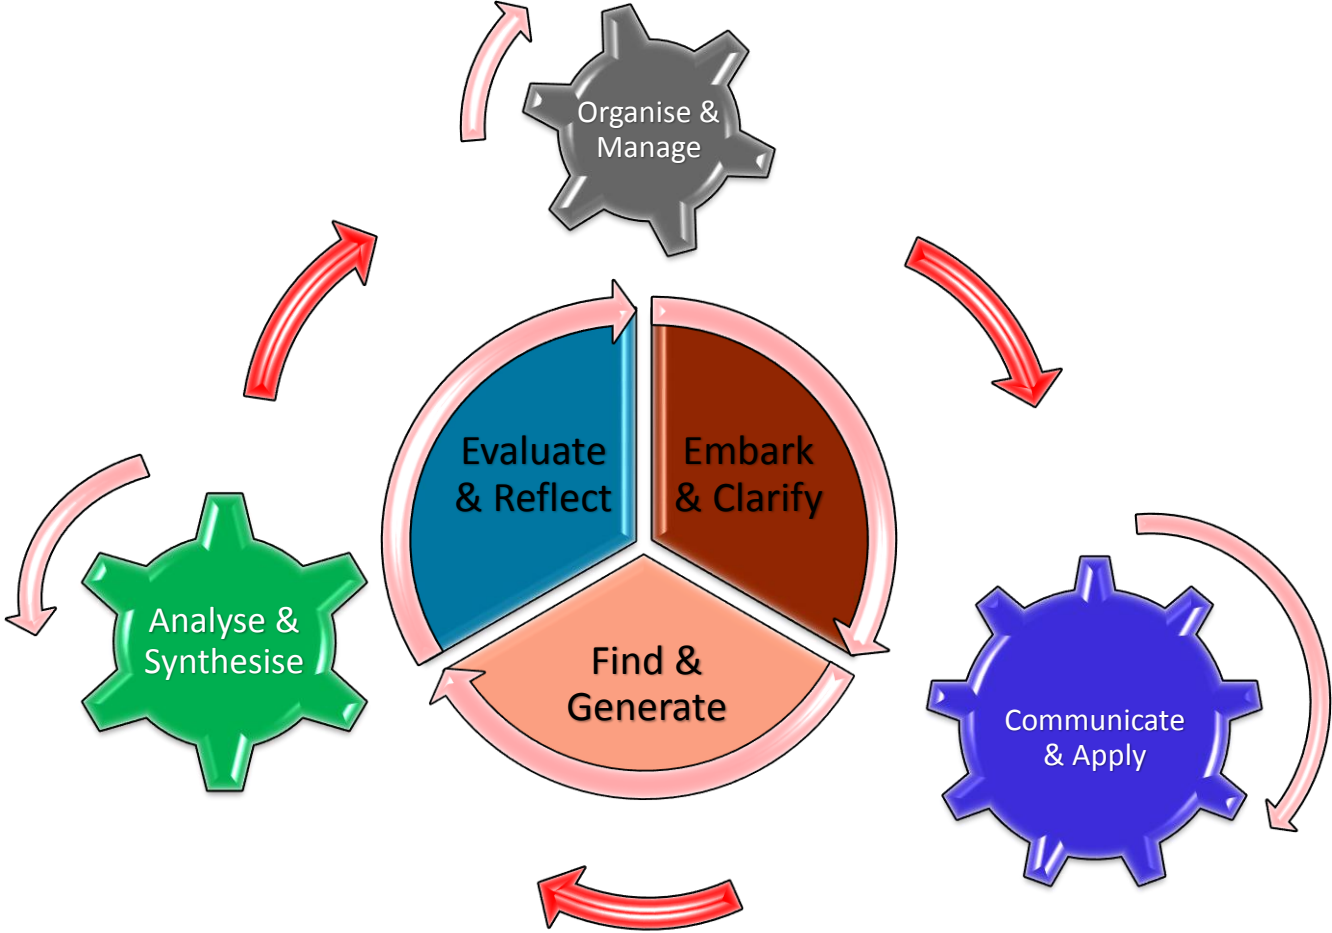 Organise &
Manage
Evaluate
& Reflect
Embark
& Clarify
Find &
Generate
Analyse &
Synthesise
Communicate
& Apply